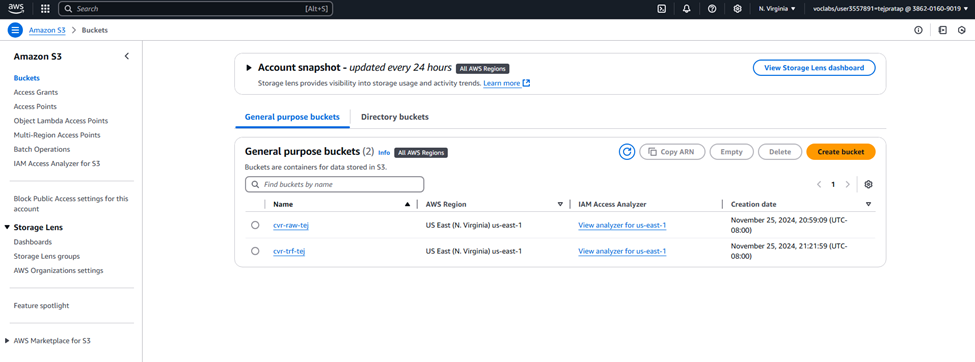 aws
Search
[Alt+S]
N. Virginia
voclabs/user3557891=tejpratap @ 3862-0160-9019
Amazon S3 > Buckets
Amazon S3
Buckets
Access Grants
Access Points
Object Lambda Access Points
Multi-Region Access Points
Batch Operations
IAM Access Analyzer for S3
Block Public Access settings for this
account
Storage Lens
Dashboards
Storage Lens groups
AWS Organizations settings
Feature spotlight
AWS Marketplace for S3
Account snapshot - updated every 24 hours All AWS Regions
Storage lens provides visibility into storage usage and activity trends. Learn more
View Storage Lens dashboard
General purpose buckets Directory buckets
General purpose buckets (2) Info All AWS Regions
Buckets are containers for data stored in S3.
Copy ARN Empty Delete Create bucket
Find buckets by name
1
Name AWS Region IAM Access Analyzer Creation date
cvr-raw-tej US East (N. Virginia) us-east-1 View analyzer for us-east-1 November 25, 2024, 20:59:09 (UTC-
08:00)
cvr-trf-tej US East (N. Virginia) us-east-1 View analyzer for us-east-1 November 25, 2024, 21:21:59 (UTC-
08:00)